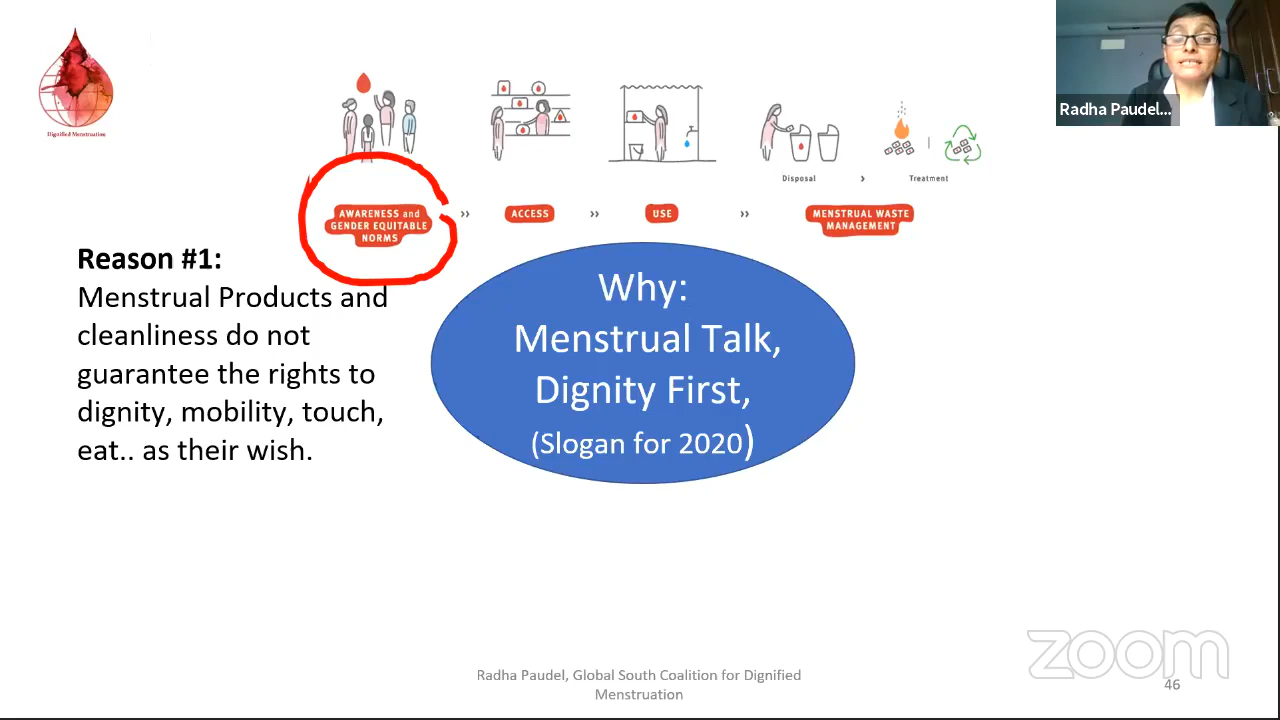 Dignified Menstruation
Radha Paudel...
Disposal
›
Treatment
AWARENESS and
GENDER EQUITABLE
NORMS
››
ACCESS
››
USE
››
MENSTRUAL WASTE
MANAGEMENT
Reason #1:
Menstrual Products and
cleanliness do not
guarantee the rights to
dignity, mobility, touch,
eat.. as their wish.
Why:
Menstrual Talk,
Dignity First,
(Slogan for 2020)
Radha Paudel, Global South Coalition for Dignified
Menstruation
zoom
46